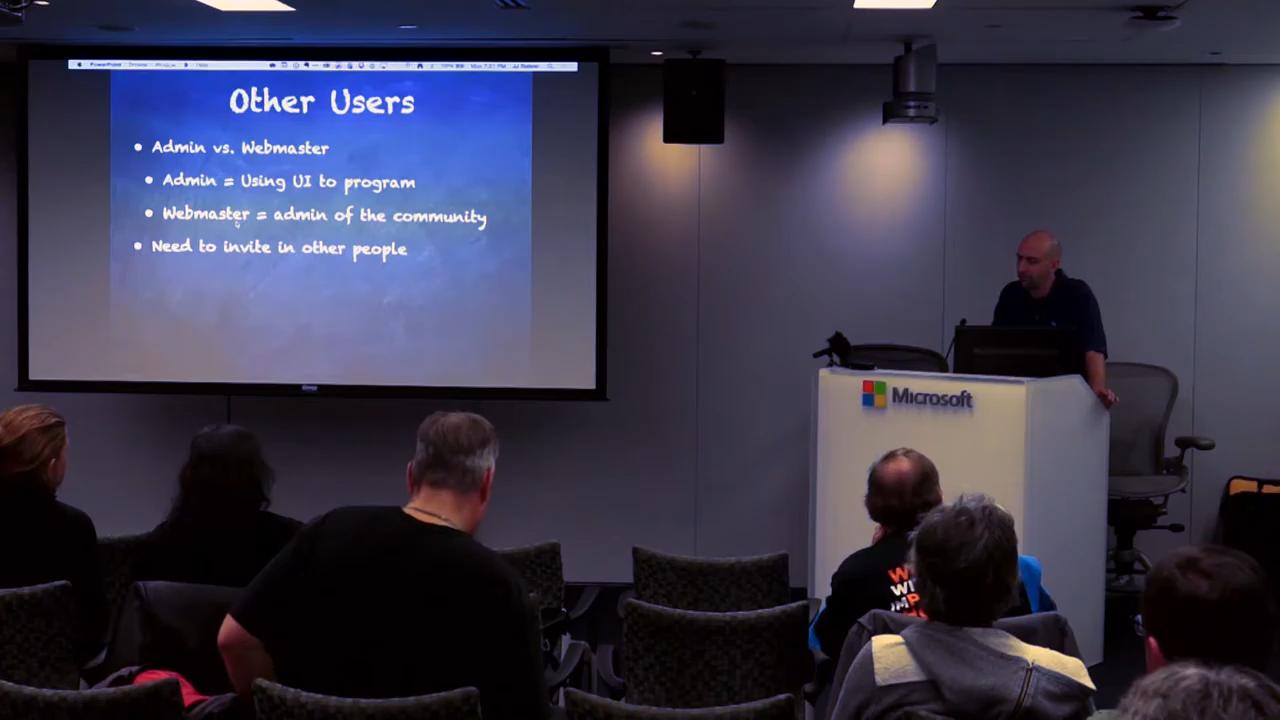 PowerPoint
Other Users
• Admin vs. Webmaster
• Admin = Using UI to program
• Webmaster = admin of the community
• Need to invite in other people
Microsoft